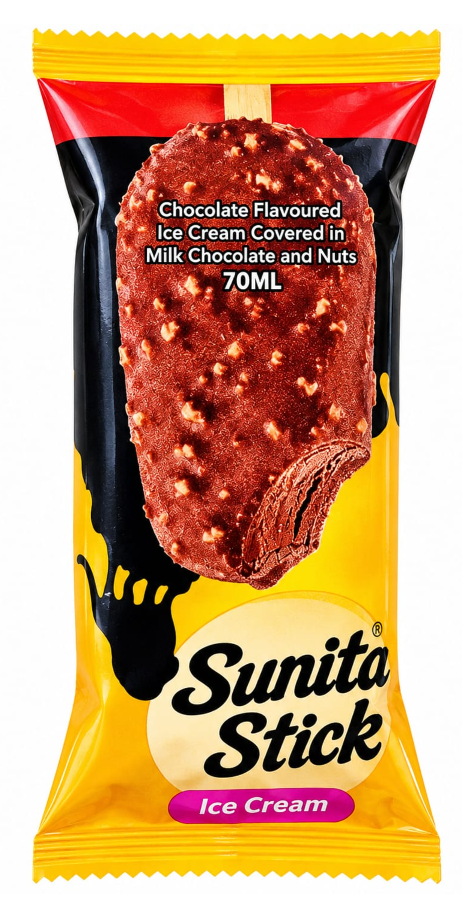 Chocolate Flavoured
Ice Cream Covered in
Milk Chocolate and Nuts
70ML
Sunita®
Stick
Ice Cream